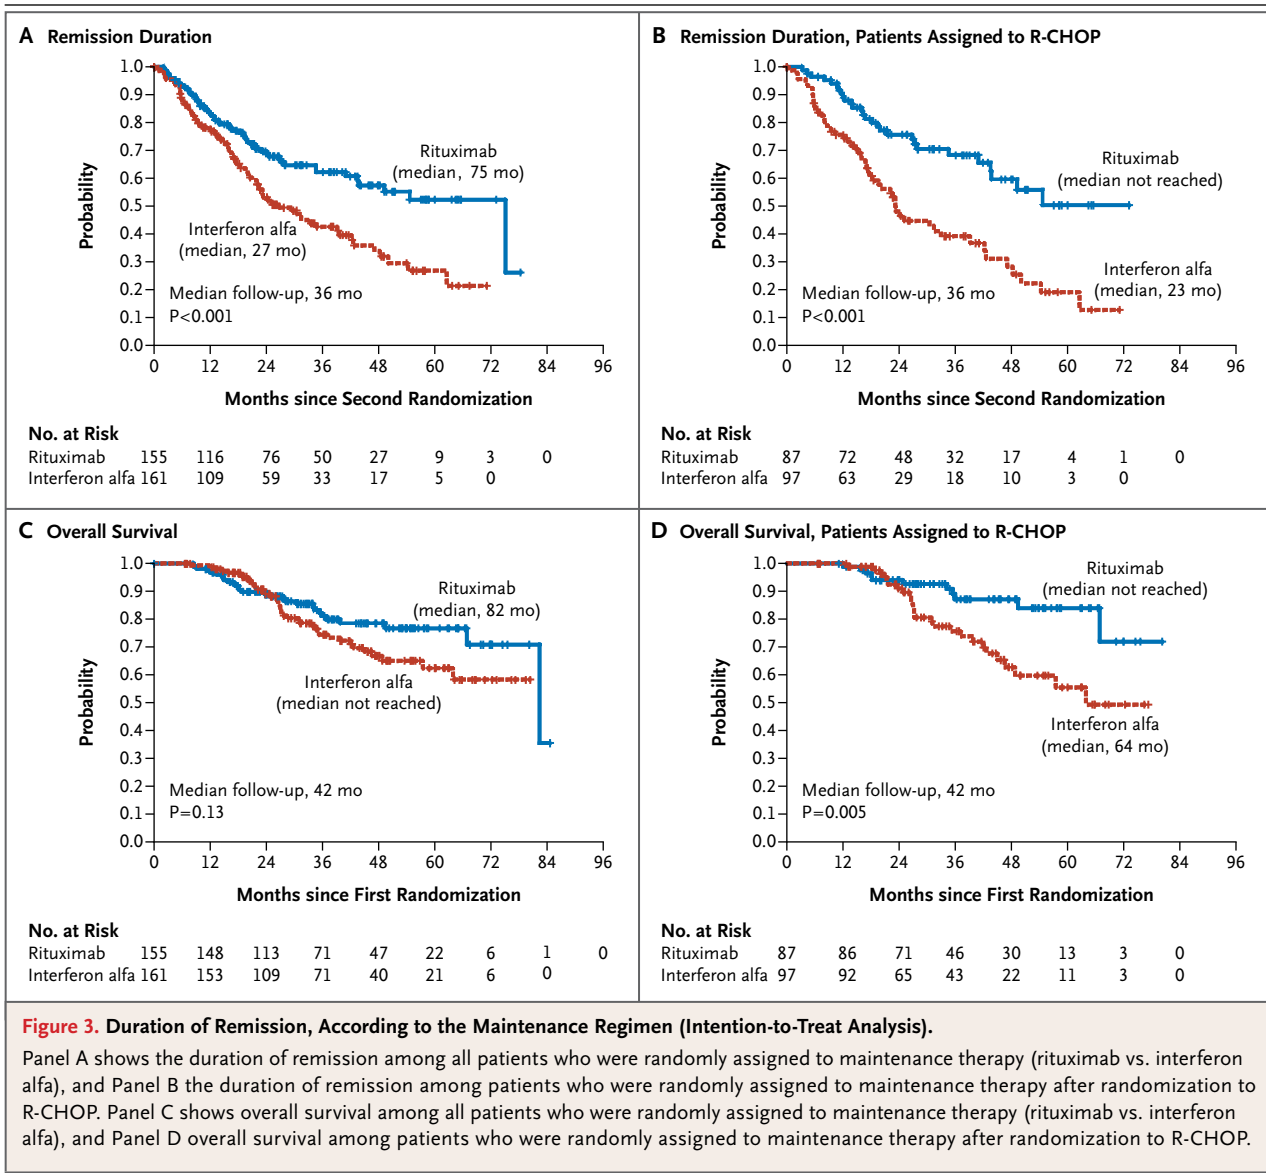 A Remission Duration
1.0
0.9
0.8
0.7
0.6
0.5
0.4
0.3
0.2
0.1
0.0
Probability
Rituximab
(median, 75 mo)
Interferon alfa
(median, 27 mo)
Median follow-up, 36 mo
P<0.001
0 12 24 36 48 60 72 84 96
Months since Second Randomization
No. at Risk
Rituximab 155 116 76 50 27 9 3 0
Interferon alfa 161 109 59 33 17 5 0
B Remission Duration, Patients Assigned to R-CHOP
1.0
0.9
0.8
0.7
0.6
0.5
0.4
0.3
0.2
0.1
0.0
Probability
Rituximab
(median not reached)
Interferon alfa
(median, 23 mo)
Median follow-up, 36 mo
P<0.001
0 12 24 36 48 60 72 84 96
Months since Second Randomization
No. at Risk
Rituximab 87 72 48 32 17 4 1 0
Interferon alfa 97 63 29 18 10 3 0
C Overall Survival
1.0
0.9
0.8
0.7
0.6
0.5
0.4
0.3
0.2
0.1
0.0
Probability
Rituximab
(median, 82 mo)
Interferon alfa
(median not reached)
Median follow-up, 42 mo
P=0.13
0 12 24 36 48 60 72 84 96
Months since First Randomization
No. at Risk
Rituximab 155 148 113 71 47 22 6 1 0
Interferon alfa 161 153 109 71 40 21 6 0
D Overall Survival, Patients Assigned to R-CHOP
1.0
0.9
0.8
0.7
0.6
0.5
0.4
0.3
0.2
0.1
0.0
Probability
Rituximab
(median not reached)
Interferon alfa
(median, 64 mo)
Median follow-up, 42 mo
P=0.005
0 12 24 36 48 60 72 84 96
Months since First Randomization
No. at Risk
Rituximab 87 86 71 46 30 13 3 0
Interferon alfa 97 92 65 43 22 11 3 0
Figure 3. Duration of Remission, According to the Maintenance Regimen (Intention-to-Treat Analysis).
Panel A shows the duration of remission among all patients who were randomly assigned to maintenance therapy (rituximab vs. interferon
alfa), and Panel B the duration of remission among patients who were randomly assigned to maintenance therapy after randomization to
R-CHOP. Panel C shows overall survival among all patients who were randomly assigned to maintenance therapy (rituximab vs. interferon
alfa), and Panel D overall survival among patients who were randomly assigned to maintenance therapy after randomization to R-CHOP.